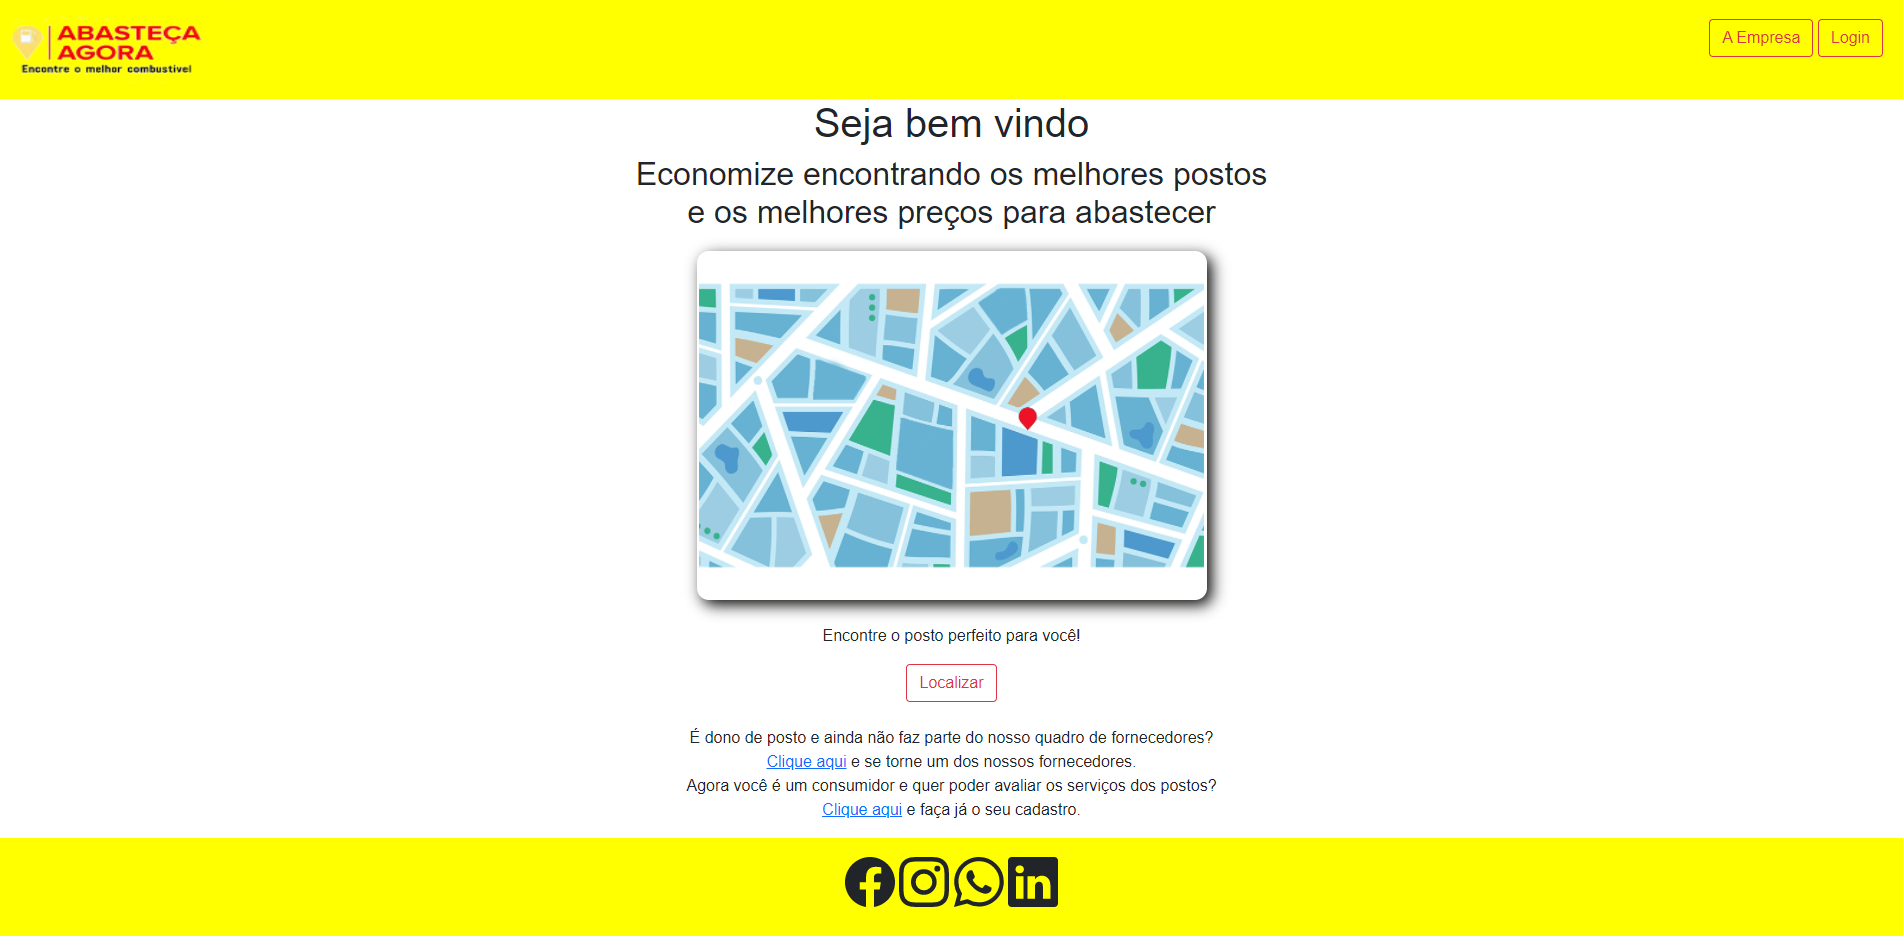 ABASTEÇA
AGORA
Encontre o melhor combustível
A Empresa
Login
Seja bem vindo
Economize encontrando os melhores postos
e os melhores preços para abastecer
Encontre o posto perfeito para você!
Localizar
É dono de posto e ainda não faz parte do nosso quadro de fornecedores?
Clique aqui e se torne um dos nossos fornecedores.
Agora você é um consumidor e quer poder avaliar os serviços dos postos?
Clique aqui e faça já o seu cadastro.